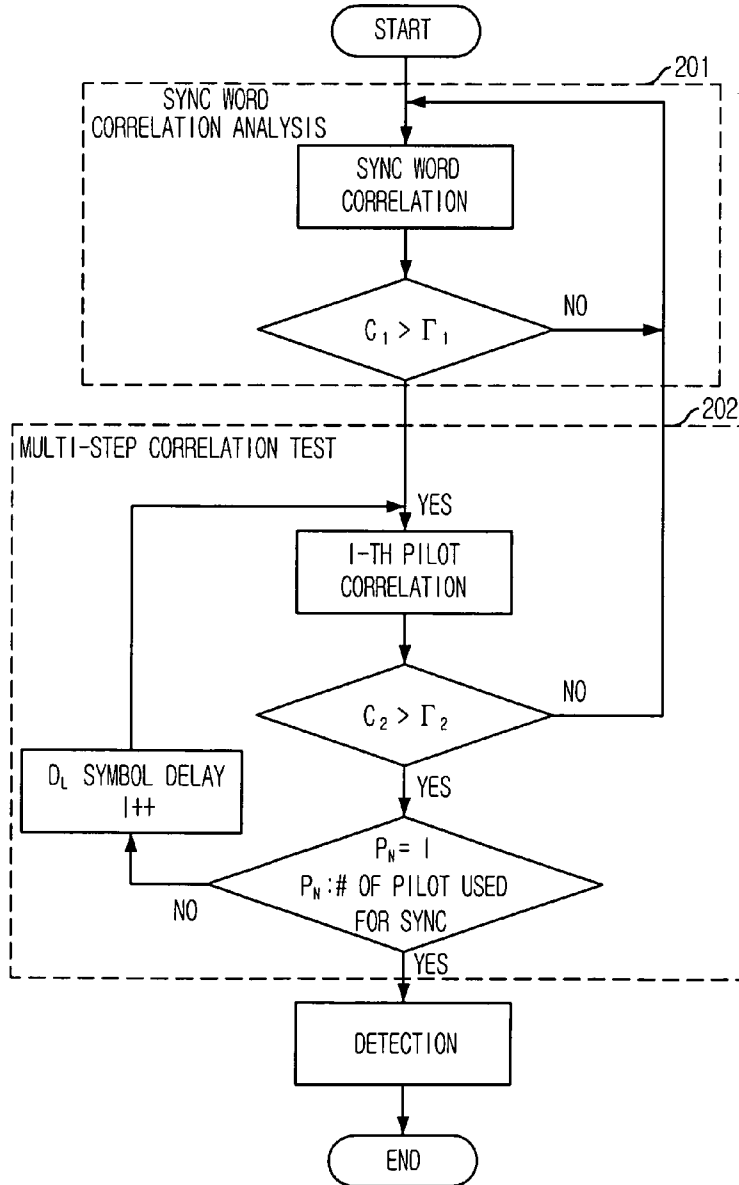 START
201
SYNC WORD
CORRELATION ANALYSIS
SYNC WORD
CORRELATION
NO
C₁ > Γ₁
202
MULTI-STEP CORRELATION TEST
YES
I-TH PILOT
CORRELATION
NO
C₂ > Γ₂
D_L SYMBOL DELAY
I++
YES
P_N = I
P_N :# OF PILOT USED
FOR SYNC
NO
YES
DETECTION
END